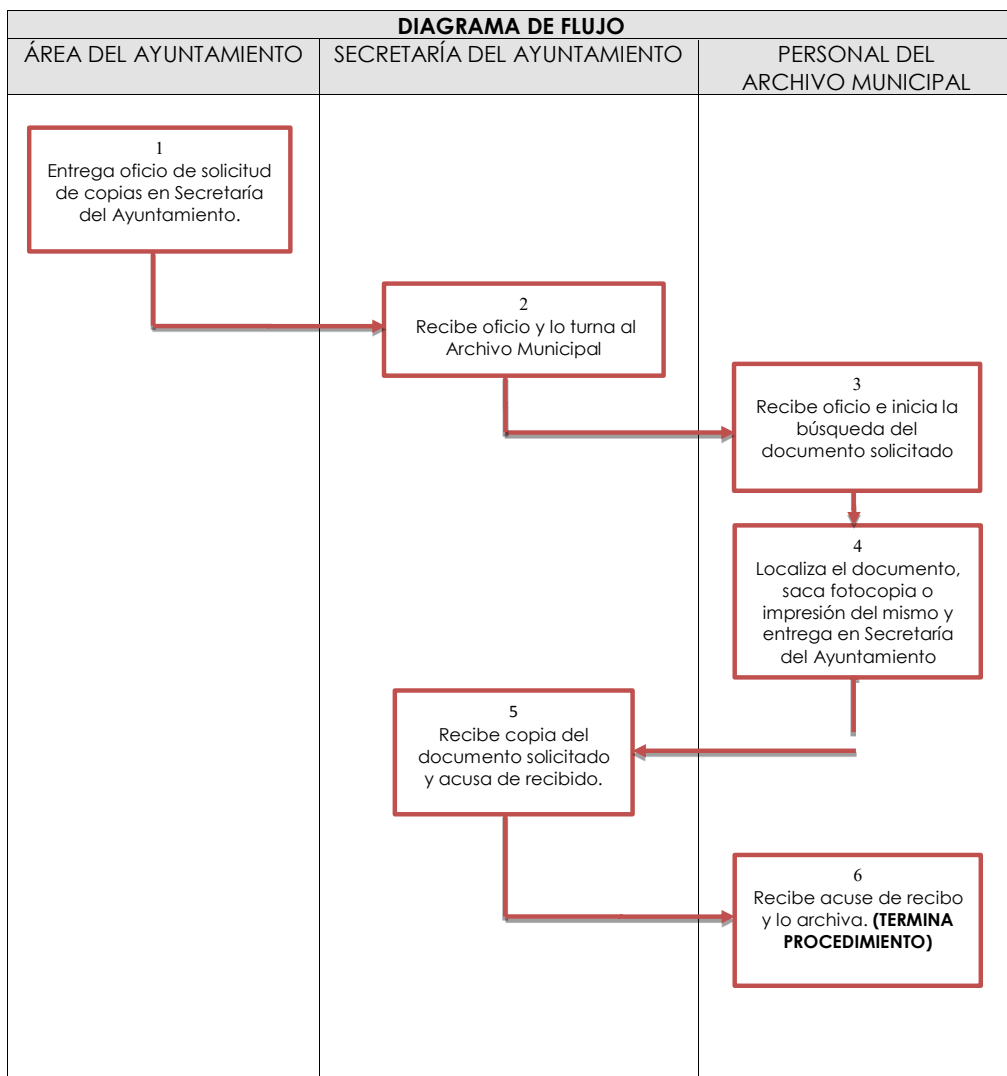 DIAGRAMA DE FLUJO
ÁREA DEL AYUNTAMIENTO
SECRETARÍA DEL AYUNTAMIENTO
PERSONAL DEL
ARCHIVO MUNICIPAL
1
Entrega oficio de solicitud
de copias en Secretaría
del Ayuntamiento.
2
Recibe oficio y lo turna al
Archivo Municipal
3
Recibe oficio e inicia la
búsqueda del
documento solicitado
4
Localiza el documento,
saca fotocopia o
impresión del mismo y
entrega en Secretaría
del Ayuntamiento
5
Recibe copia del
documento solicitado
y acusa de recibido.
6
Recibe acuse de recibo
y lo archiva. (TERMINA
PROCEDIMIENTO)